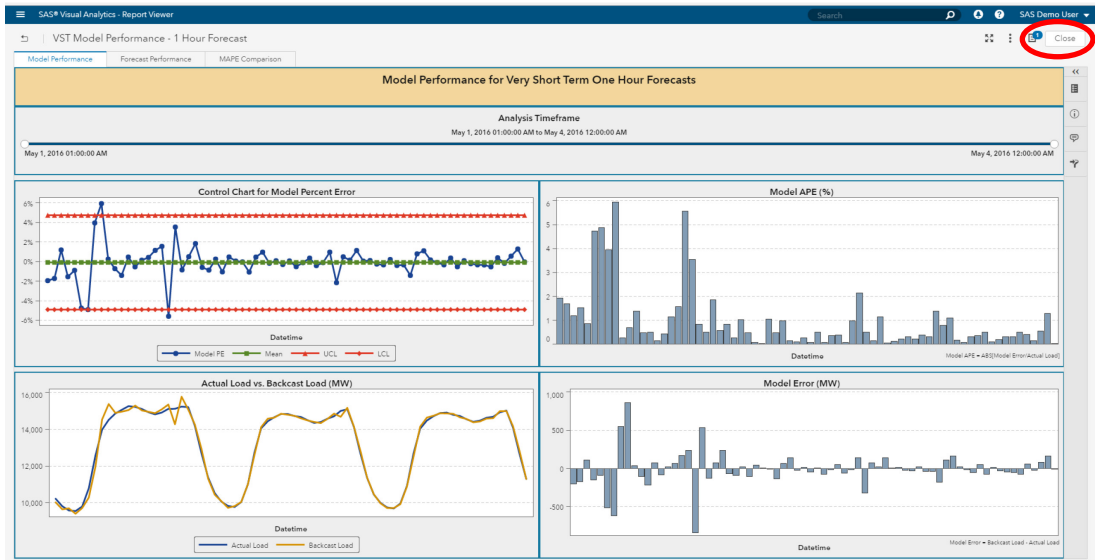 SAS® Visual Analytics - Report Viewer
Search
SAS Demo User
VST Model Performance - 1 Hour Forecast
1
Close
Model Performance
Forecast Performance
MAPE Comparison
Model Performance for Very Short Term One Hour Forecasts
Analysis Timeframe
May 1, 2016 01:00:00 AM to May 4, 2016 12:00:00 AM
May 1, 2016 01:00:00 AM
May 4, 2016 12:00:00 AM
Control Chart for Model Percent Error
6%
4%
2%
0%
-2%
-4%
-6%
Datetime
Model PE
Mean
UCL
LCL
Model APE (%)
6
5
4
3
2
1
0
Datetime
Model APE = ABS[Model Error/Actual Load]
Actual Load vs. Backcast Load (MW)
16,000
14,000
12,000
10,000
Datetime
Actual Load
Backcast Load
Model Error (MW)
1,000
500
0
-500
Datetime
Model Error = Backcast Load - Actual Load